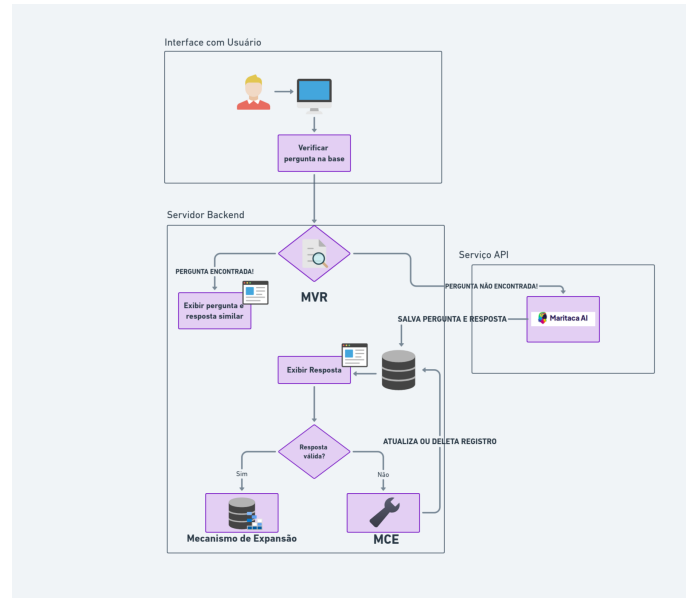 Interface com Usuário
Verificar
pergunta na base
Servidor Backend
MVR
PERGUNTA ENCONTRADA!
Exibir pergunta e
resposta similar
Serviço API
PERGUNTA NÃO ENCONTRADA!
Maritaca AI
SALVA PERGUNTA E RESPOSTA
Exibir Resposta
ATUALIZA OU DELETA REGISTRO
Resposta
válida?
Sim
Não
Mecanismo de Expansão
MCE